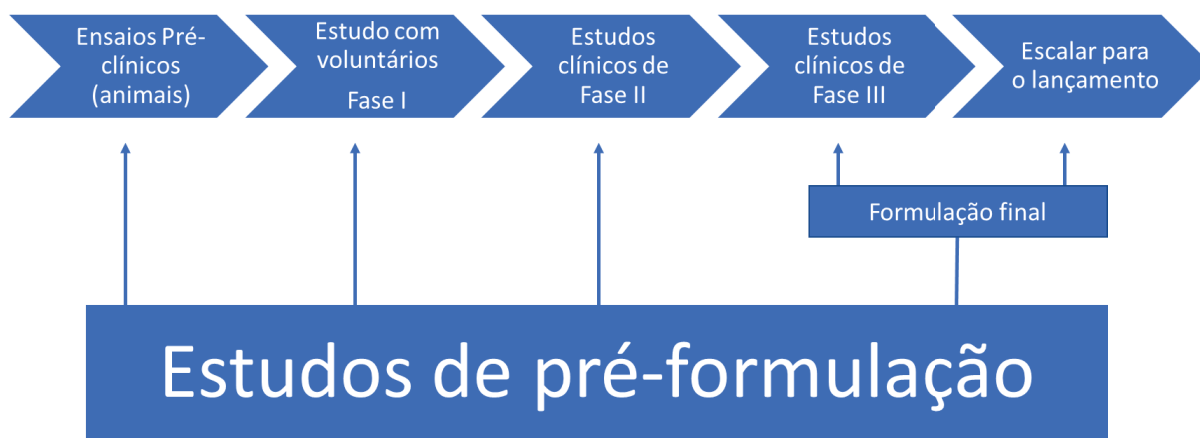 Ensaios Pré-
clínicos
(animais)
Estudo com
voluntários
Fase I
Estudos
clínicos de
Fase II
Estudos
clínicos de
Fase III
Escalar para
o lançamento
Formulação final
Estudos de pré-formulação